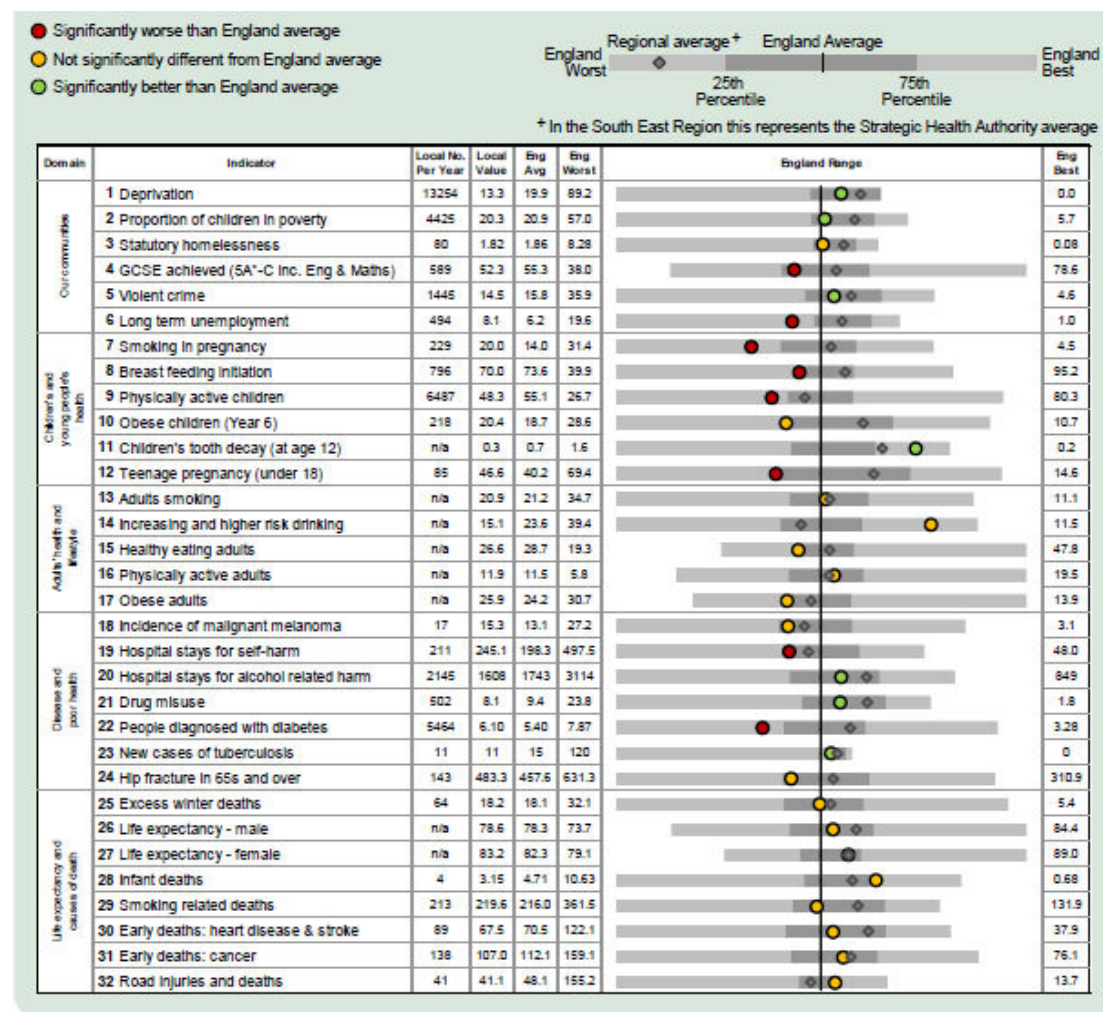 Significantly worse than England average
Not significantly different from England average
Significantly better than England average
Regional average + England Average
England Worst
England Best
25th Percentile
75th Percentile
+ In the South East Region this represents the Strategic Health Authority average
Domain Indicator Local No. Per Year Local Value Eng Avg Eng Worst England Range Eng Best
Our communities
1 Deprivation 13254 13.3 19.9 89.2 0.0
2 Proportion of children in poverty 4425 20.3 20.9 57.0 5.7
3 Statutory homelessness 80 1.82 1.86 8.28 0.08
4 GCSE achieved (5A*-C inc. Eng & Maths) 589 52.3 55.3 38.0 78.6
5 Violent crime 1445 14.5 15.8 35.9 4.6
6 Long term unemployment 494 8.1 6.2 19.6 1.0
Children's and young people's health
7 Smoking in pregnancy 229 20.0 14.0 31.4 4.5
8 Breast feeding initiation 796 70.0 73.6 39.9 95.2
9 Physically active children 6487 48.3 55.1 26.7 80.3
10 Obese children (Year 6) 218 20.4 18.7 28.6 10.7
11 Children's tooth decay (at age 12) n/a 0.3 0.7 1.6 0.2
12 Teenage pregnancy (under 18) 85 46.6 40.2 69.4 14.6
Adults' health and lifestyle
13 Adults smoking n/a 20.9 21.2 34.7 11.1
14 Increasing and higher risk drinking n/a 15.1 23.6 39.4 11.5
15 Healthy eating adults n/a 26.6 28.7 19.3 47.8
16 Physically active adults n/a 11.9 11.5 5.8 19.5
17 Obese adults n/a 25.9 24.2 30.7 13.9
Disease and poor health
18 Incidence of malignant melanoma 17 15.3 13.1 27.2 3.1
19 Hospital stays for self-harm 211 245.1 198.3 497.5 48.0
20 Hospital stays for alcohol related harm 2145 1608 1743 3114 849
21 Drug misuse 502 8.1 9.4 23.8 1.8
22 People diagnosed with diabetes 5464 6.10 5.40 7.87 3.28
23 New cases of tuberculosis 11 11 15 120 0
24 Hip fracture in 65s and over 143 483.3 457.6 631.3 310.9
Life expectancy and causes of death
25 Excess winter deaths 64 18.2 18.1 32.1 5.4
26 Life expectancy - male n/a 78.6 78.3 73.7 84.4
27 Life expectancy - female n/a 83.2 82.3 79.1 89.0
28 Infant deaths 4 3.15 4.71 10.63 0.68
29 Smoking related deaths 213 219.6 216.0 361.5 131.9
30 Early deaths: heart disease & stroke 89 67.5 70.5 122.1 37.9
31 Early deaths: cancer 138 107.0 112.1 159.1 76.1
32 Road injuries and deaths 41 41.1 48.1 155.2 13.7